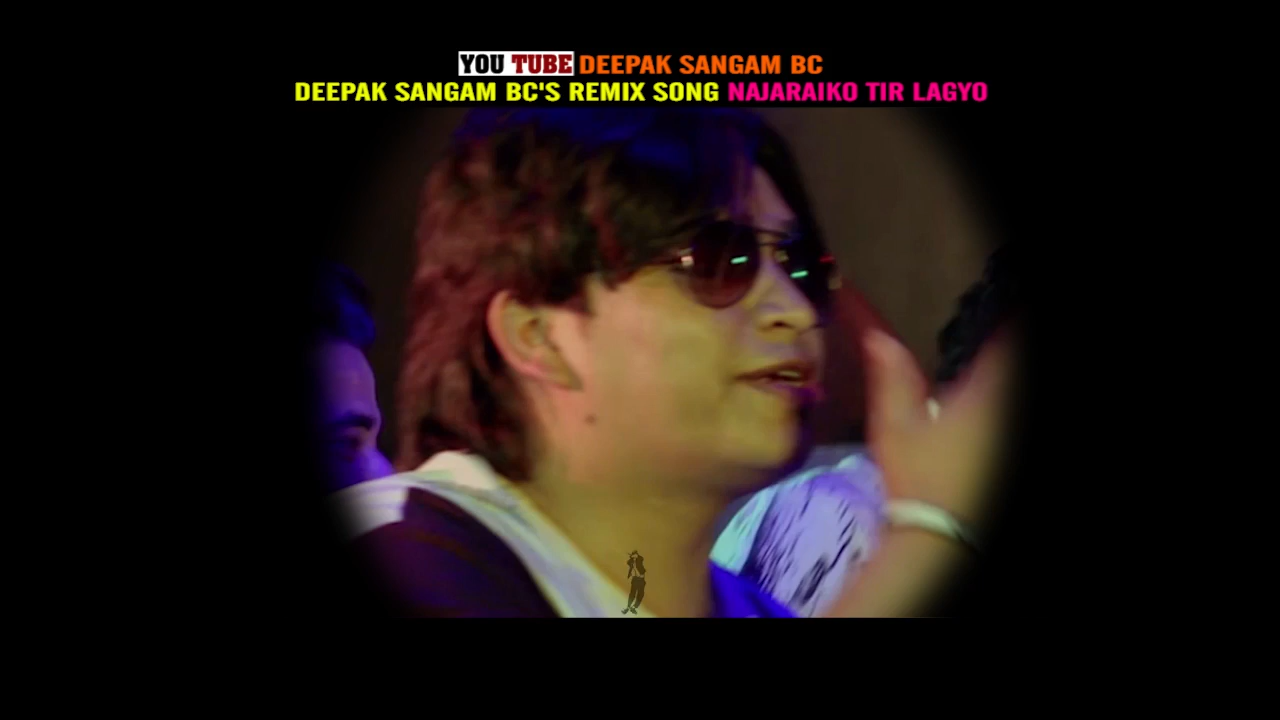 YOU TUBE DEEPAK SANGAM BC
DEEPAK SANGAM BC'S REMIX SONG NAJARAIKO TIR LAGYO